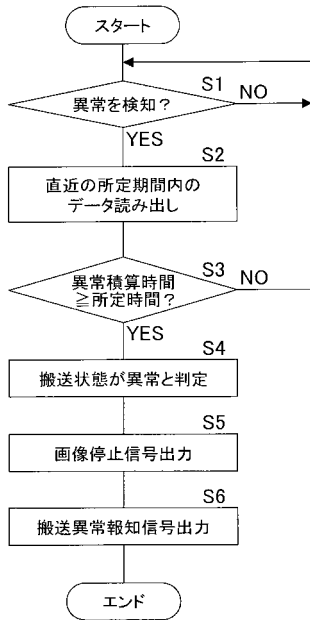 スタート
S1
異常を検知？
NO
YES
S2
直近の所定期間内の
データ読み出し
S3
異常積算時間
≧所定時間？
NO
YES
S4
搬送状態が異常と判定
S5
画像停止信号出力
S6
搬送異常報知信号出力
エンド